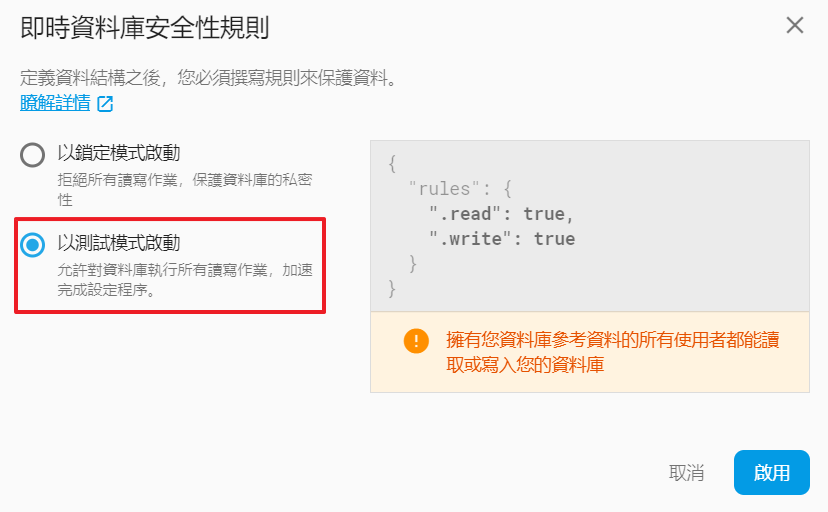 即時資料庫安全性規則
定義資料結構之後，您必須撰寫規則來保護資料。
瞭解詳情
以鎖定模式啟動
拒絕所有讀寫作業，保護資料庫的私密
性
以測試模式啟動
允許對資料庫執行所有讀寫作業，加速
完成設定程序。
{
"rules": {
".read": true,
".write": true
}
}
擁有您資料庫參考資料的所有使用者都能讀
取或寫入您的資料庫
取消
啟用